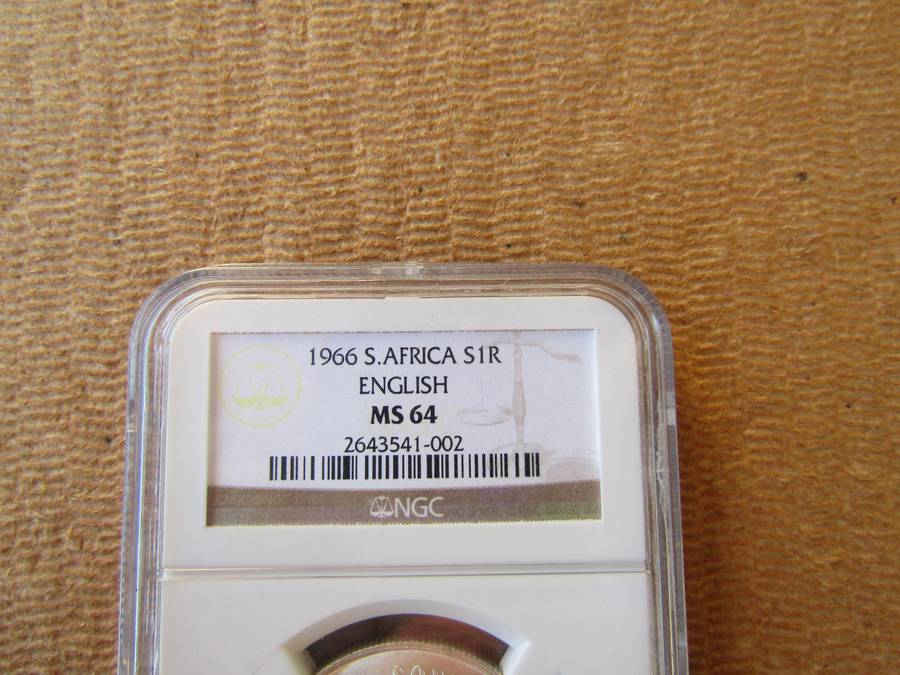 1966 S.AFRICA S1R
ENGLISH
MS 64
2643541-002
NGC